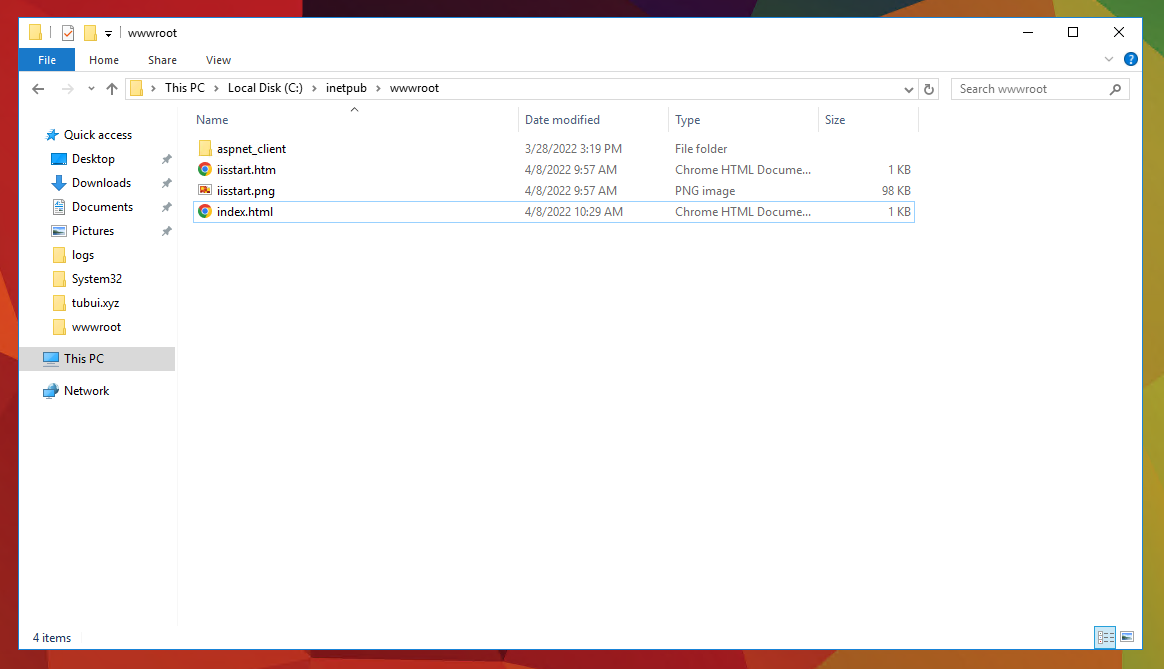 wwwroot
File Home Share View
This PC Local Disk (C:) inetpub wwwroot Search wwwroot
Name Date modified Type Size
Quick access
Desktop
Downloads
Documents
Pictures
logs
System32
tubui.xyz
wwwroot
This PC
Network
aspnet_client 3/28/2022 3:19 PM File folder
iisstart.htm 4/8/2022 9:57 AM Chrome HTML Docume... 1 KB
iisstart.png 4/8/2022 9:57 AM PNG image 98 KB
index.html 4/8/2022 10:29 AM Chrome HTML Docume... 1 KB
4 items